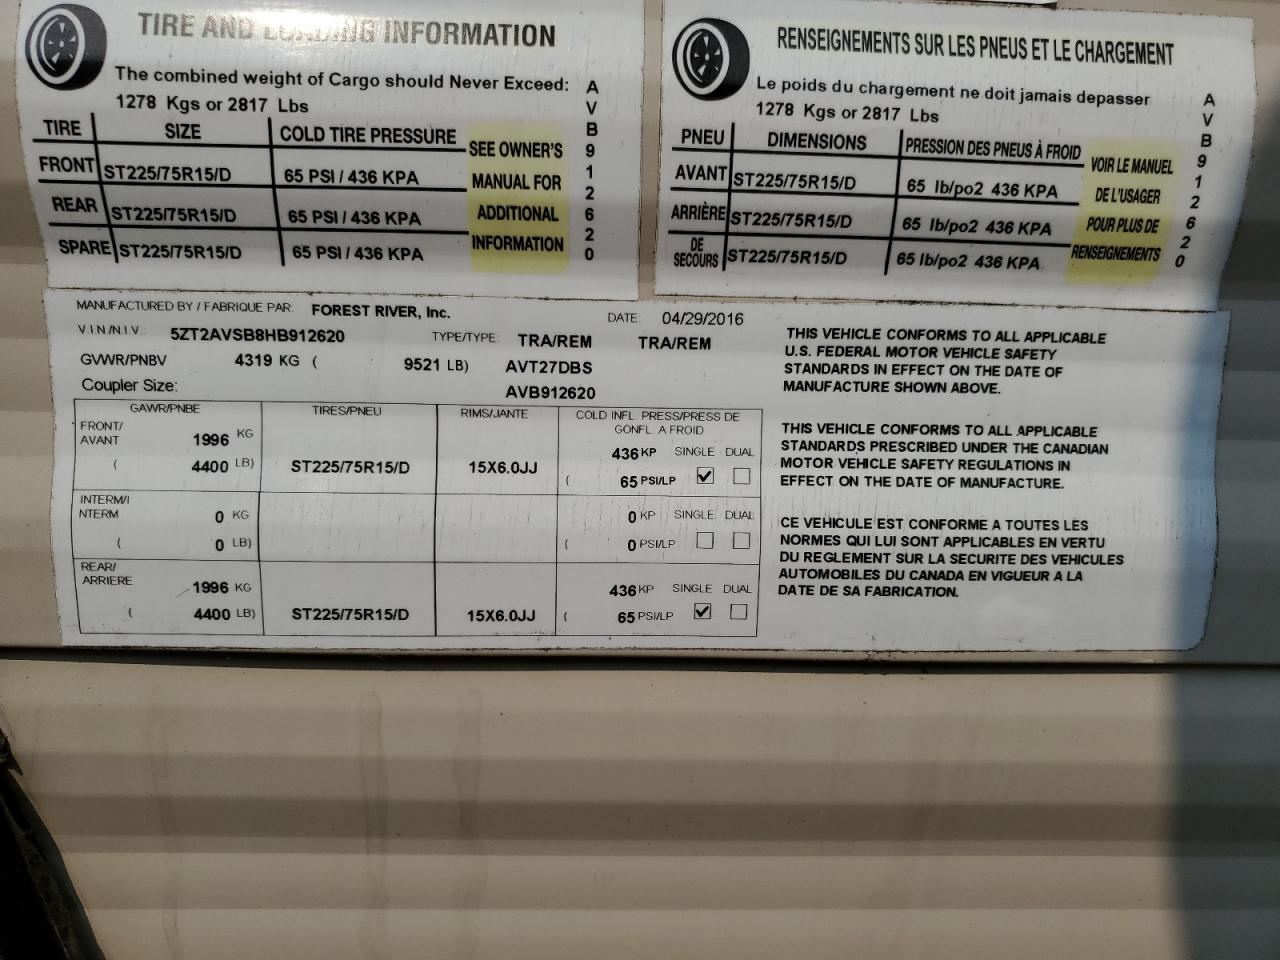 TIRE AND LOADING INFORMATION
The combined weight of Cargo should Never Exceed:
1278 Kgs or 2817 Lbs
TIRE SIZE COLD TIRE PRESSURE
FRONT ST225/75R15/D 65 PSI / 436 KPA
REAR ST225/75R15/D 65 PSI / 436 KPA
SPARE ST225/75R15/D 65 PSI / 436 KPA
SEE OWNER'S
MANUAL FOR
ADDITIONAL
INFORMATION
AVB912620
RENSEIGNEMENTS SUR LES PNEUS ET LE CHARGEMENT
Le poids du chargement ne doit jamais depasser
1278 Kgs or 2817 Lbs
PNEU DIMENSIONS PRESSION DES PNEUS À FROID
AVANT ST225/75R15/D 65 lb/po2 436 KPA
ARRIÈRE ST225/75R15/D 65 lb/po2 436 KPA
DE SECOURS ST225/75R15/D 65 lb/po2 436 KPA
VOIR LE MANUEL
DE L'USAGER
POUR PLUS DE
RENSEIGNEMENTS
AVB912620
MANUFACTURED BY / FABRIQUE PAR: FOREST RIVER, Inc. DATE: 04/29/2016
V.I.N/N.I.V.: 5ZT2AVSB8HB912620 TYPE/TYPE: TRA/REM TRA/REM
GVWR/PNBV 4319 KG ( 9521 LB) AVT27DBS
Coupler Size: AVB912620
GAWR/PNBE TIRES/PNEU RIMS/JANTE COLD INFL. PRESS/PRESS DE
GONFL. A FROID
FRONT/
AVANT 1996 KG 436 KP SINGLE DUAL
( 4400 LB) ST225/75R15/D 15X6.0JJ ( 65 PSI/LP
INTERM/I
NTERM 0 KG 0 KP SINGLE DUAL
( 0 LB) ( 0 PSI/LP
REAR/
ARRIERE 1996 KG 436 KP SINGLE DUAL
( 4400 LB) ST225/75R15/D 15X6.0JJ ( 65 PSI/LP
THIS VEHICLE CONFORMS TO ALL APPLICABLE
U.S. FEDERAL MOTOR VEHICLE SAFETY
STANDARDS IN EFFECT ON THE DATE OF
MANUFACTURE SHOWN ABOVE.
THIS VEHICLE CONFORMS TO ALL APPLICABLE
STANDARDS PRESCRIBED UNDER THE CANADIAN
MOTOR VEHICLE SAFETY REGULATIONS IN
EFFECT ON THE DATE OF MANUFACTURE.
CE VEHICULE EST CONFORME A TOUTES LES
NORMES QUI LUI SONT APPLICABLES EN VERTU
DU REGLEMENT SUR LA SECURITE DES VEHICULES
AUTOMOBILES DU CANADA EN VIGUEUR A LA
DATE DE SA FABRICATION.